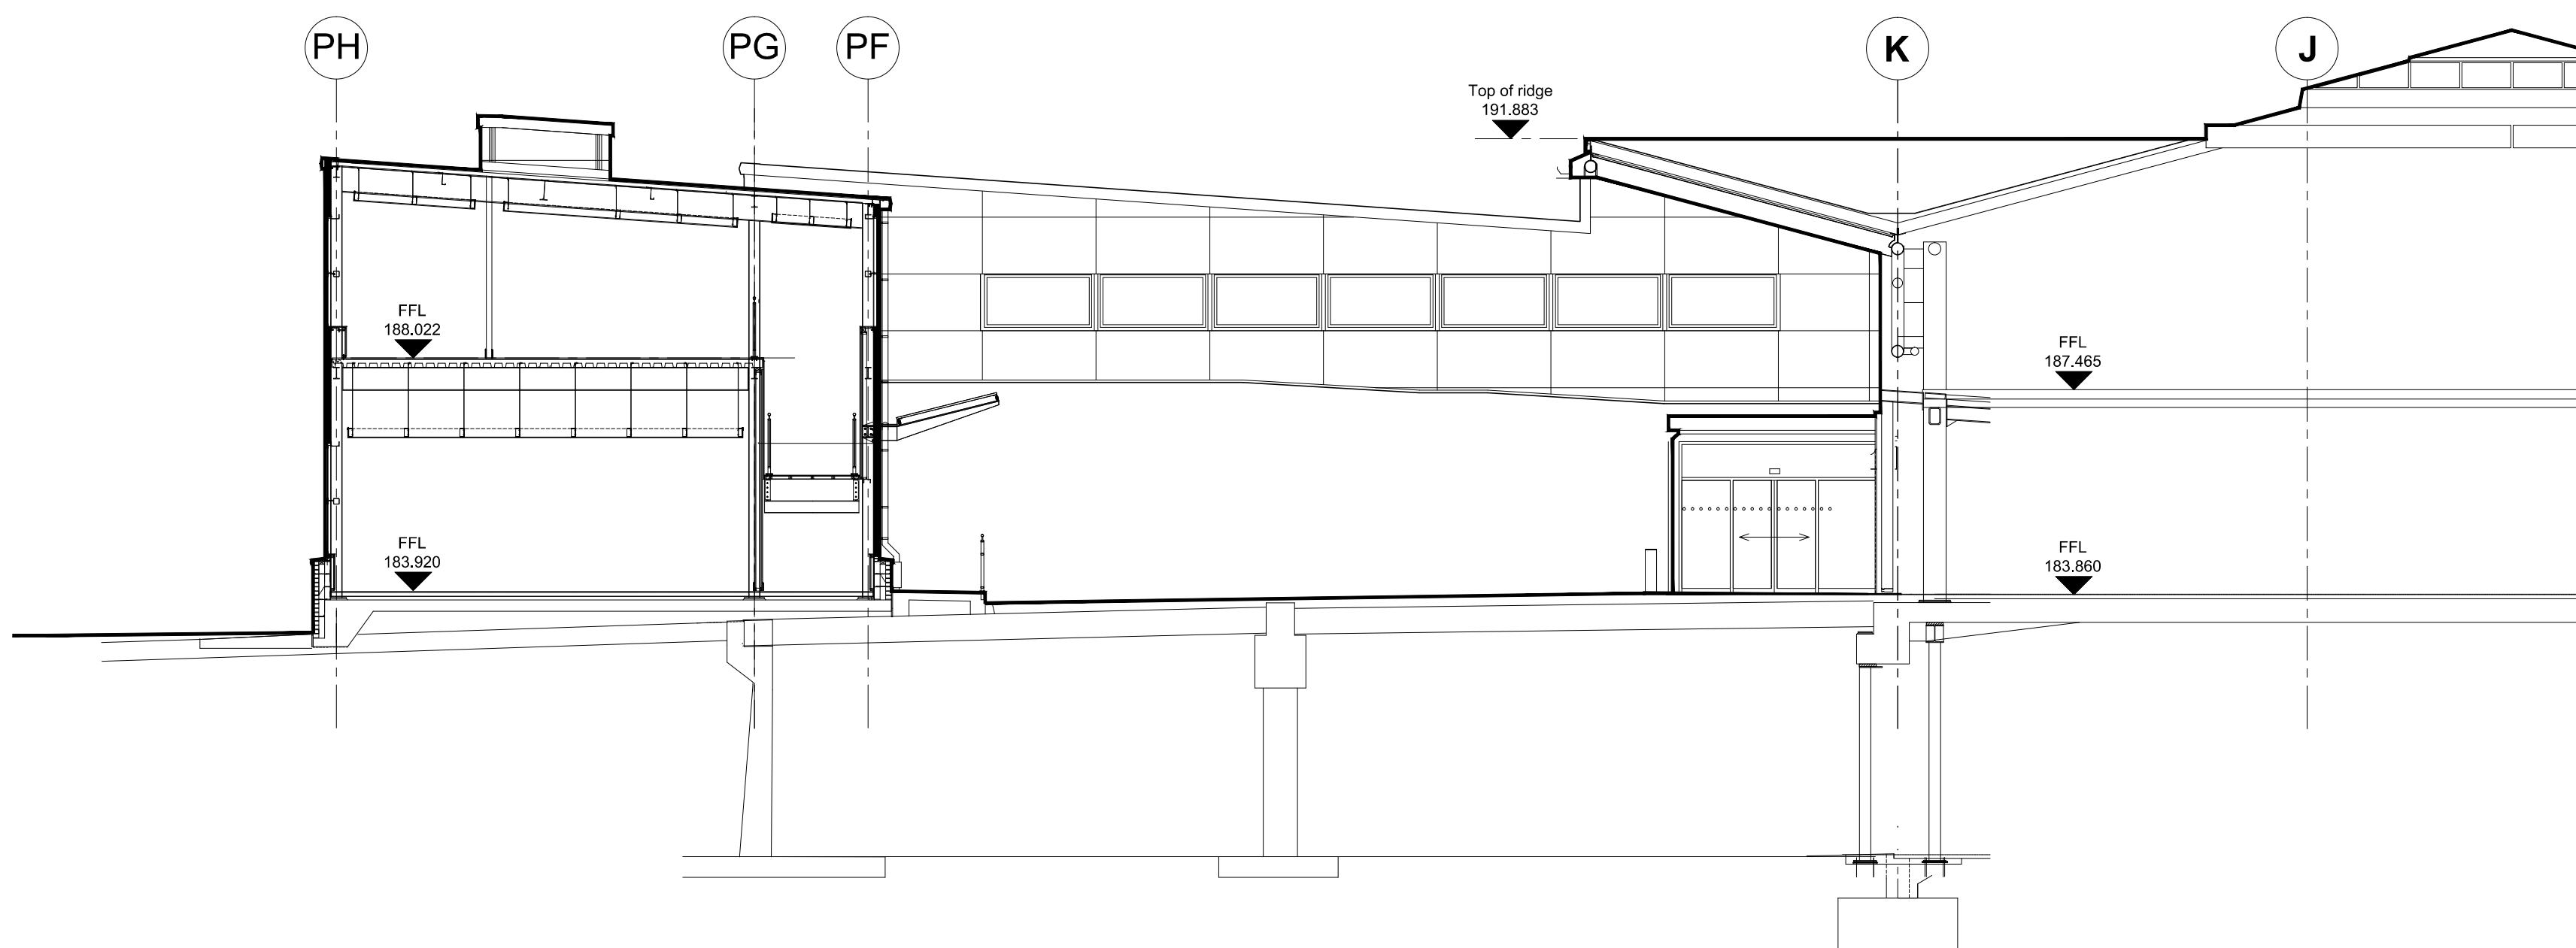 PH
PG
PF
K
J
Top of ridge
191.883
FFL
188.022
FFL
187.465
FFL
183.920
FFL
183.860